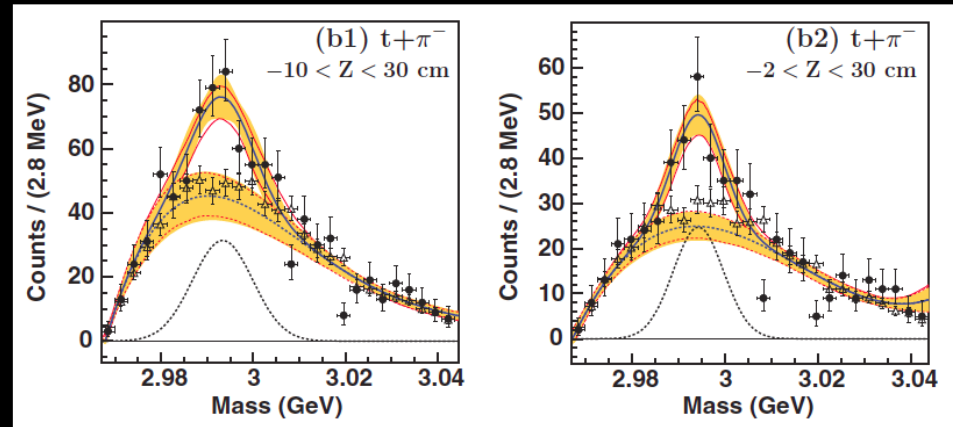 (b1) t+π−
−10 < Z < 30 cm
Counts / (2.8 MeV)
80
60
40
20
0
2.98
3
3.02
3.04
Mass (GeV)
(b2) t+π−
−2 < Z < 30 cm
Counts / (2.8 MeV)
60
50
40
30
20
10
0
2.98
3
3.02
3.04
Mass (GeV)